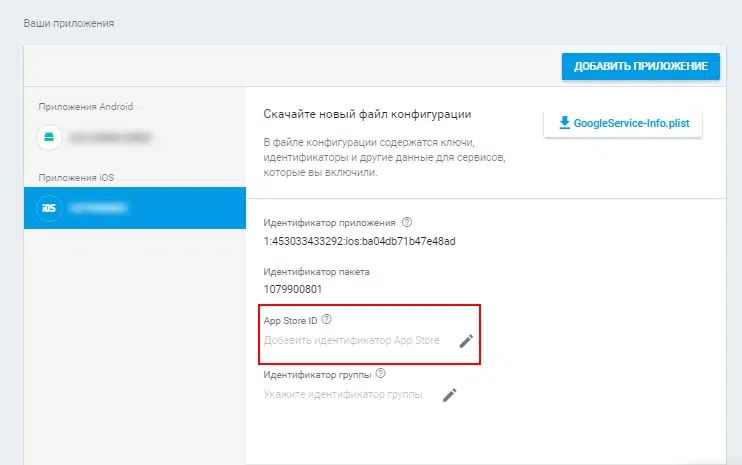 Ваши приложения
ДОБАВИТЬ ПРИЛОЖЕНИЕ
Приложения Android
Приложения iOS
iOS
Скачайте новый файл конфигурации
GoogleService-Info.plist
В файле конфигурации содержатся ключи,
идентификаторы и другие данные для сервисов,
которые вы включили.
Идентификатор приложения
1:453033433292:ios:ba04db71b47e48ad
Идентификатор пакета
1079900801
App Store ID
Добавить идентификатор App Store
Идентификатор группы
Укажите идентификатор группы